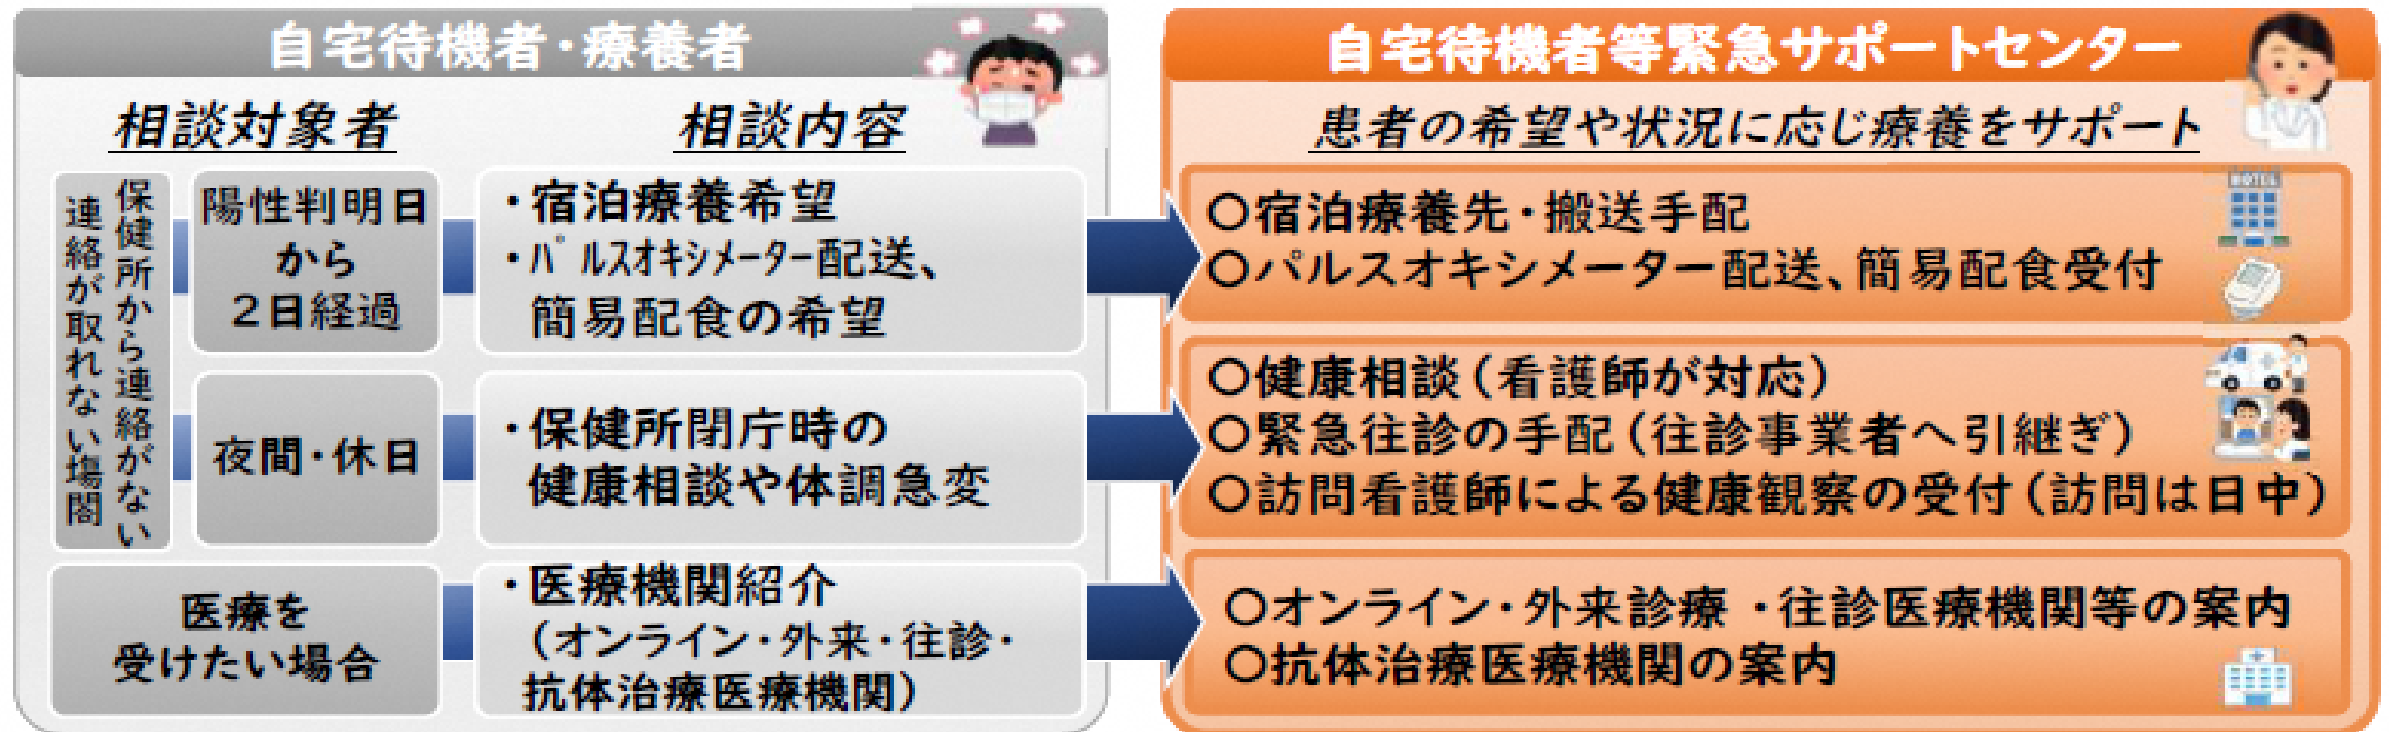 自宅待機者・療養者
相談対象者
相談内容
保健所から連絡がない
連絡が取れない場閤
陽性判明日
から
2日経過
・宿泊療養希望
・パルスオキシメーター配送、
簡易配食の希望
夜間・休日
・保健所閉庁時の
健康相談や体調急変
医療を
受けたい場合
・医療機関紹介
(オンライン・外来・往診・
抗体治療医療機関)
自宅待機者等緊急サポートセンター
患者の希望や状況に応じ療養をサポート
HOTEL
〇宿泊療養先・搬送手配
〇パルスオキシメーター配送、簡易配食受付
〇健康相談(看護師が対応)
〇緊急往診の手配(往診事業者へ引継ぎ)
〇訪問看護師による健康観察の受付(訪問は日中)
〇オンライン・外来診療 ・往診医療機関等の案内
〇抗体治療医療機関の案内